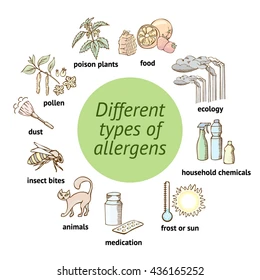 poison plants
food
pollen
ecology
Different
types of
allergens
dust
household chemicals
insect bites
animals
medication
frost or sun
shutterstock.com · 436165252